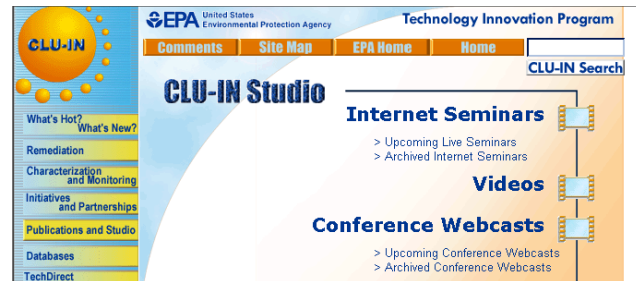 EPA United States
Environmental Protection Agency
Technology Innovation Program
CLU-IN
Comments
Site Map
EPA Home
Home
CLU-IN Search
CLU-IN Studio
What's Hot?
What's New?
Remediation
Characterization
and Monitoring
Initiatives
and Partnerships
Publications and Studio
Databases
TechDirect
Internet Seminars
> Upcoming Live Seminars
> Archived Internet Seminars
Videos
Conference Webcasts
> Upcoming Conference Webcasts
> Archived Conference Webcasts